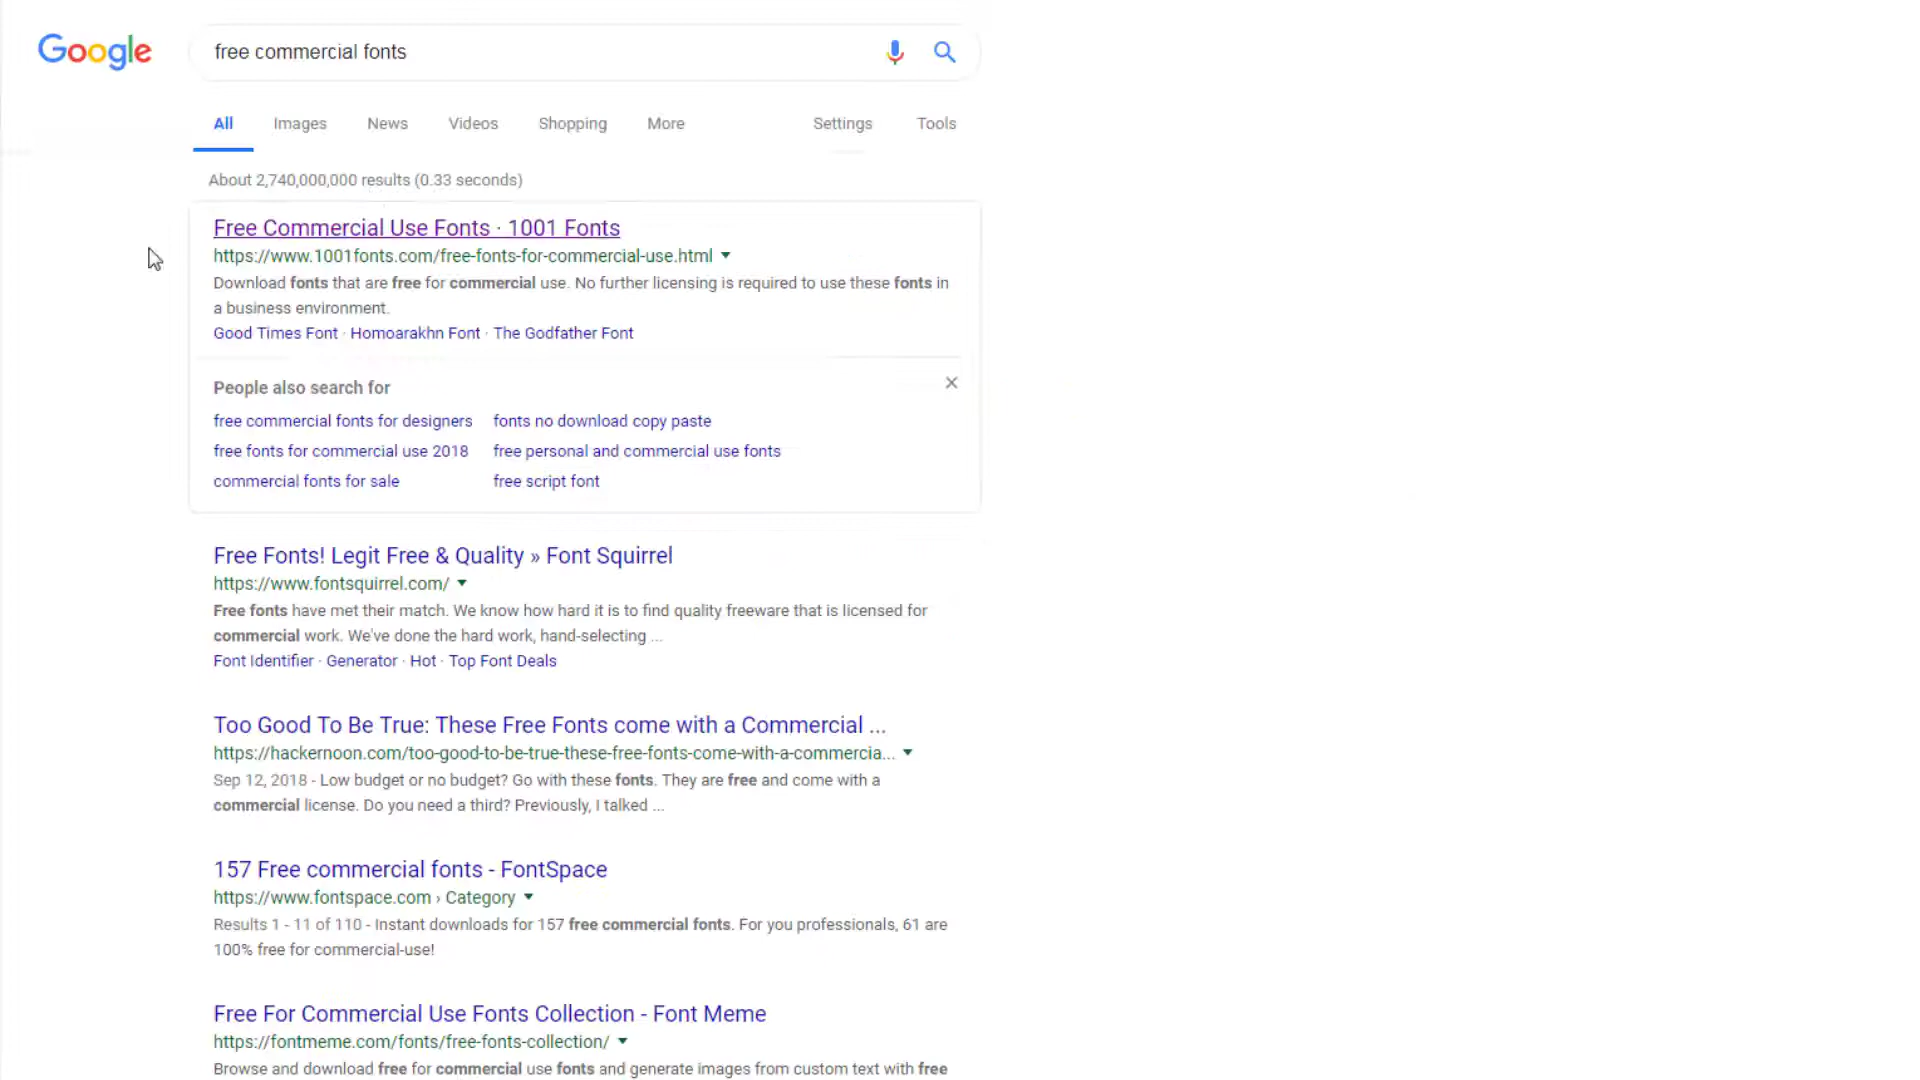 Google
free commercial fonts
All Images News Videos Shopping More Settings Tools
About 2,740,000,000 results (0.33 seconds)
Free Commercial Use Fonts · 1001 Fonts
https://www.1001fonts.com/free-fonts-for-commercial-use.html
Download fonts that are free for commercial use. No further licensing is required to use these fonts in
a business environment.
Good Times Font · Homoarakhn Font · The Godfather Font
People also search for
free commercial fonts for designers fonts no download copy paste
free fonts for commercial use 2018 free personal and commercial use fonts
commercial fonts for sale free script font
Free Fonts! Legit Free & Quality » Font Squirrel
https://www.fontsquirrel.com/
Free fonts have met their match. We know how hard it is to find quality freeware that is licensed for
commercial work. We've done the hard work, hand-selecting ...
Font Identifier · Generator · Hot · Top Font Deals
Too Good To Be True: These Free Fonts come with a Commercial ...
https://hackernoon.com/too-good-to-be-true-these-free-fonts-come-with-a-commercia...
Sep 12, 2018 - Low budget or no budget? Go with these fonts. They are free and come with a
commercial license. Do you need a third? Previously, I talked ...
157 Free commercial fonts - FontSpace
https://www.fontspace.com › Category
Results 1 - 11 of 110 - Instant downloads for 157 free commercial fonts. For you professionals, 61 are
100% free for commercial-use!
Free For Commercial Use Fonts Collection - Font Meme
https://fontmeme.com/fonts/free-fonts-collection/
Browse and download free for commercial use fonts and generate images from custom text with free